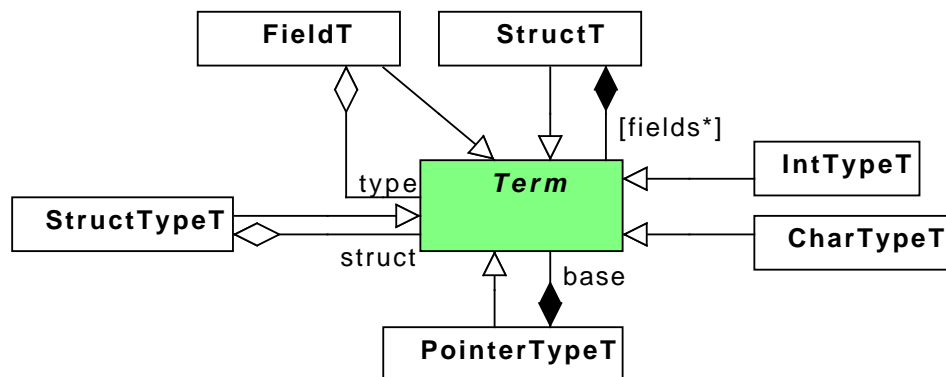 FieldT
StructT
[fields*]
Term
IntTypeT
type
StructTypeT
CharTypeT
struct
base
PointerTypeT